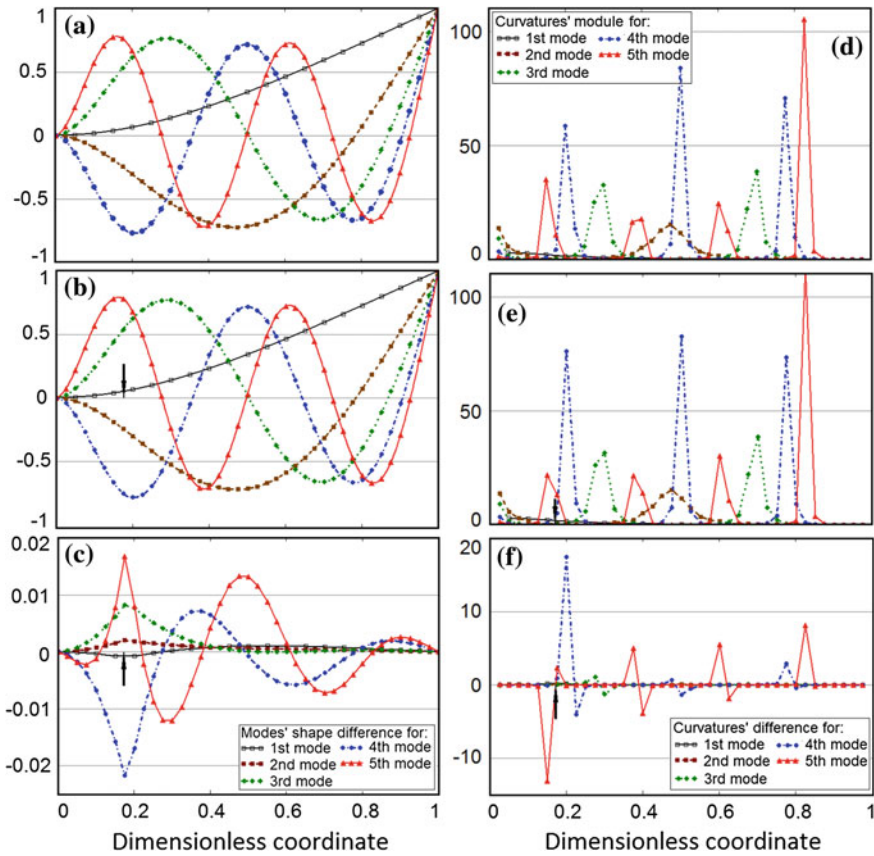 (a)
1
0.5
0
-0.5
-1
(b)
1
0.5
0
-0.5
-1
(c)
0.02
0.01
0
-0.01
-0.02
Modes' shape difference for:
1st mode
4th mode
2nd mode
5th mode
3rd mode
0
0.2
0.4
0.6
0.8
1
Dimensionless coordinate
Curvatures' module for:
1st mode
4th mode
2nd mode
5th mode
3rd mode
(d)
100
50
0
(e)
100
50
0
(f)
20
10
0
-10
Curvatures' difference for:
1st mode
4th mode
2nd mode
5th mode
3rd mode
0
0.2
0.4
0.6
0.8
1
Dimensionless coordinate